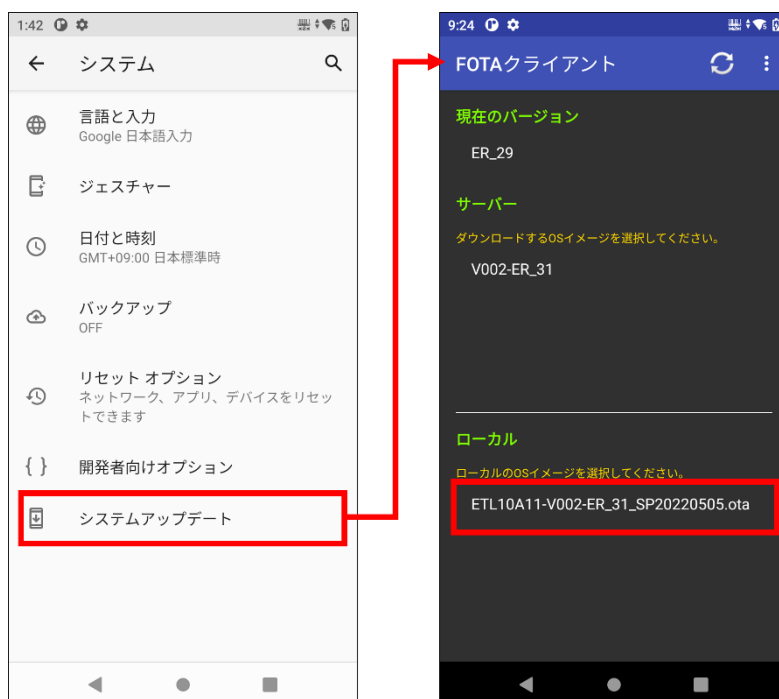 1:42
システム
言語と入力
Google 日本語入力
ジェスチャー
日付と時刻
GMT+09:00 日本標準時
バックアップ
OFF
リセット オプション
ネットワーク、アプリ、デバイスをリセッ
トできます
開発者向けオプション
システムアップデート
9:24
FOTAクライアント
現在のバージョン
ER_29
サーバー
ダウンロードするOSイメージを選択してください。
V002-ER_31
ローカル
ローカルのOSイメージを選択してください。
ETL10A11-V002-ER_31_SP20220505.ota